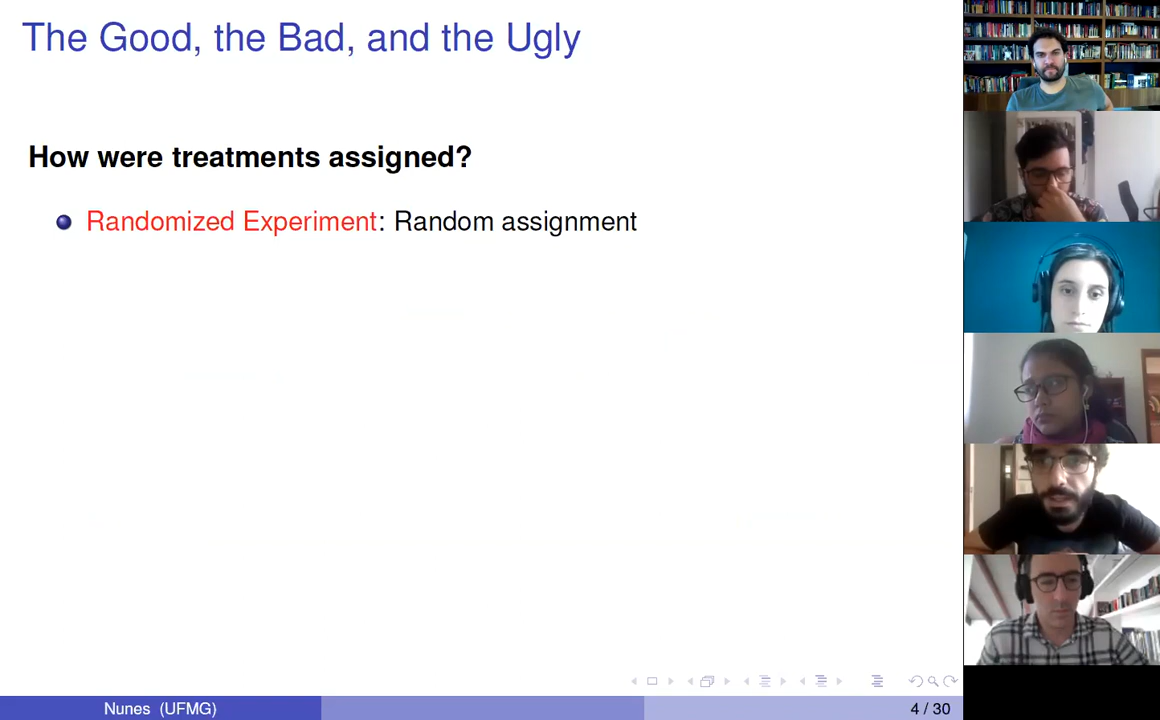 The Good, the Bad, and the Ugly
How were treatments assigned?
Randomized Experiment: Random assignment
Nunes (UFMG)
4 / 30